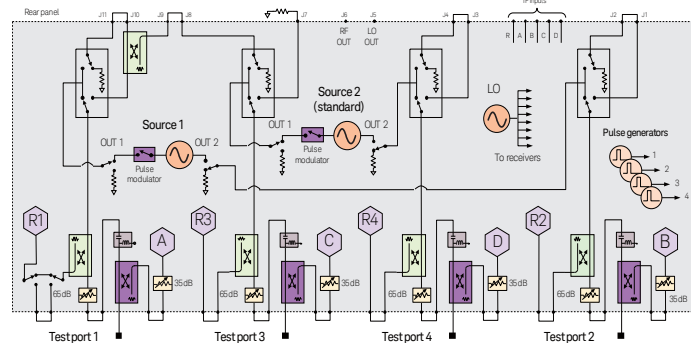 IF inputs
Rear panel
J11 J10 J9 J8 J7 J6 J5 J4 J3 J2 J1
RF OUT
LO OUT
R A B C D
Source 1
OUT 1
OUT 2
Pulse modulator
Source 2
(standard)
OUT 1
OUT 2
Pulse modulator
LO
To receivers
Pulse generators
1
2
3
4
R1
A
R3
C
R4
D
R2
B
65dB
35dB
65dB
35dB
65dB
35dB
65dB
35dB
Test port 1
Test port 3
Test port 4
Test port 2